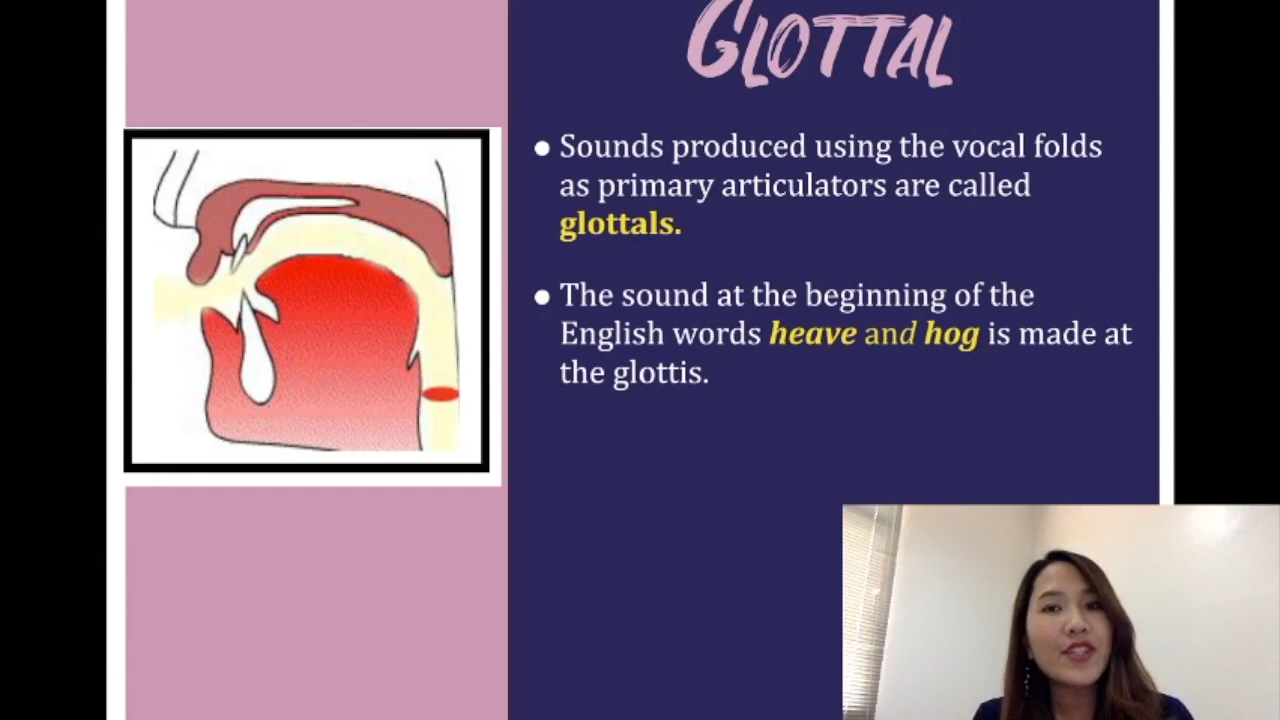 GLOTTAL
• Sounds produced using the vocal folds
as primary articulators are called
glottals.
• The sound at the beginning of the
English words heave and hog is made at
the glottis.